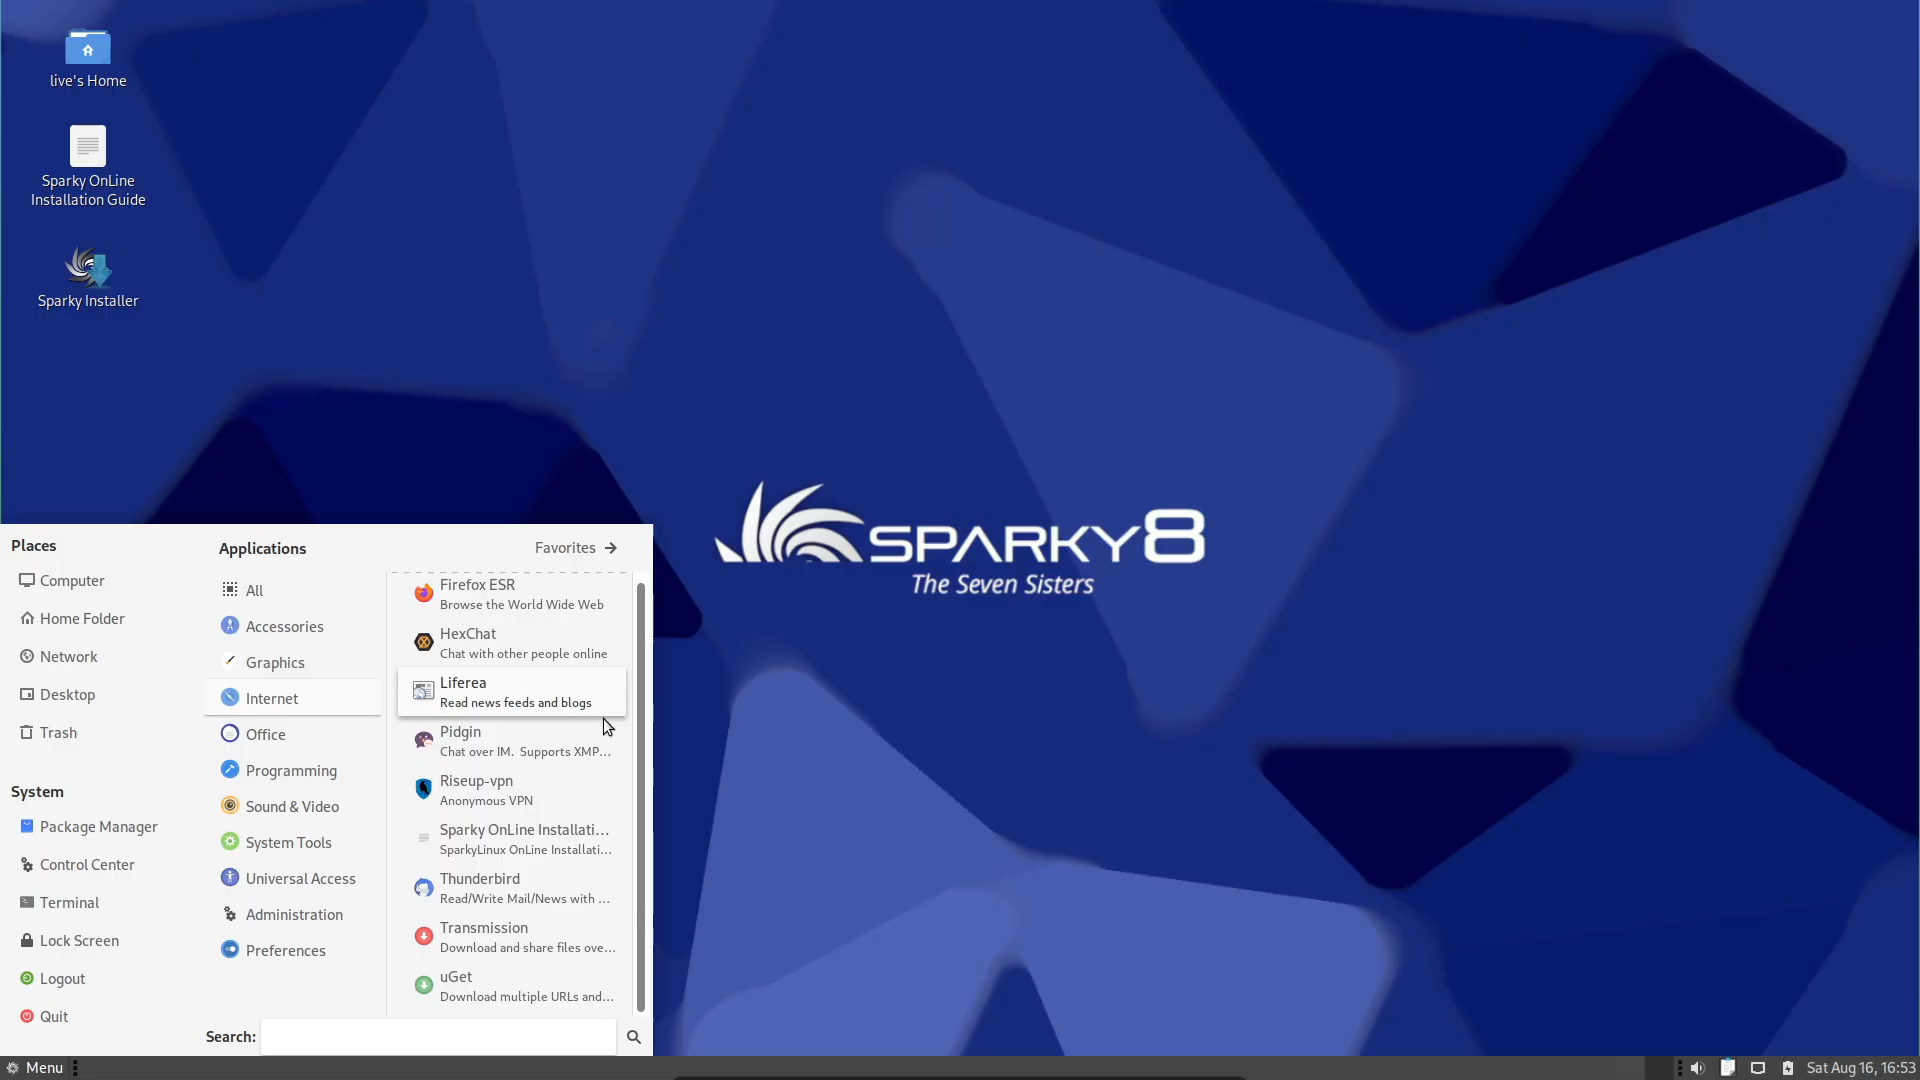 live's Home
Sparky OnLine
Installation Guide
Sparky Installer
SPARKY8
The Seven Sisters
Places
Computer
Home Folder
Network
Desktop
Trash
System
Package Manager
Control Center
Terminal
Lock Screen
Logout
Quit
Applications
Favorites
All
Accessories
Graphics
Internet
Office
Programming
Sound & Video
System Tools
Universal Access
Administration
Preferences
Firefox ESR
Browse the World Wide Web
HexChat
Chat with other people online
Liferea
Read news feeds and blogs
Pidgin
Chat over IM. Supports XMP...
Riseup-vpn
Anonymous VPN
Sparky OnLine Installati...
SparkyLinux OnLine Installati...
Thunderbird
Read/Write Mail/News with ...
Transmission
Download and share files ove...
uGet
Download multiple URLs and...
Search:
Menu
Sat Aug 16, 16:53